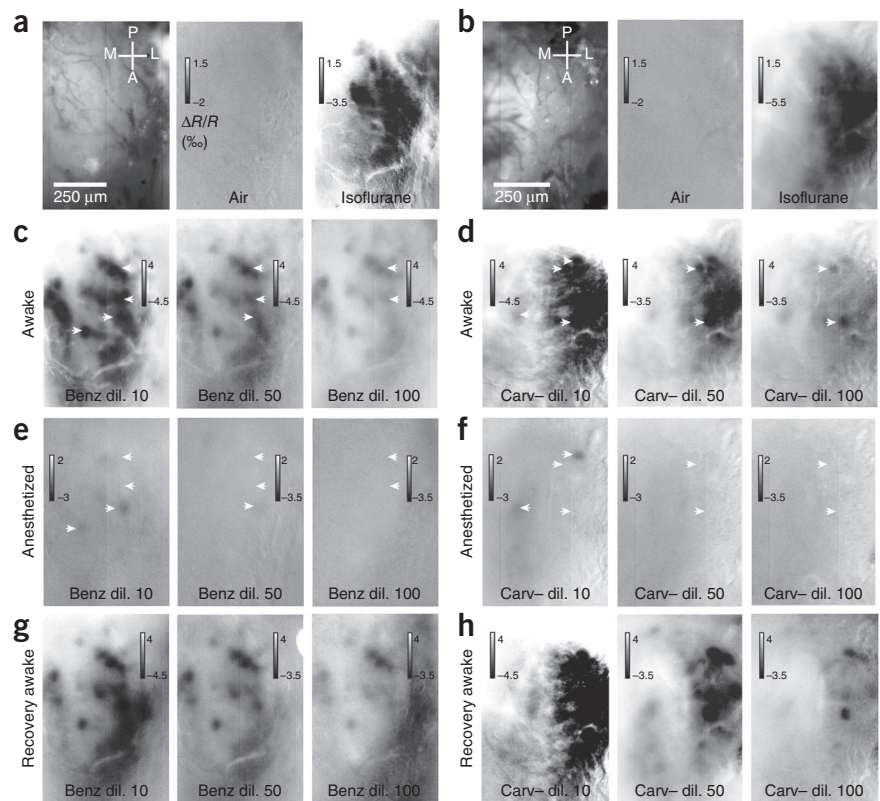 a
P
M L
A
250 μm
1.5
−2
ΔR/R
(‰)
Air
1.5
−3.5
Isoflurane
b
P
M L
A
250 μm
1.5
−2
Air
1.5
−5.5
Isoflurane
c
Awake
4
−4.5
Benz dil. 10
4
−4.5
Benz dil. 50
4
−4.5
Benz dil. 100
d
Awake
4
−4.5
Carv− dil. 10
4
−3.5
Carv− dil. 50
4
−3.5
Carv− dil. 100
e
Anesthetized
2
−3
Benz dil. 10
2
−3.5
Benz dil. 50
2
−3.5
Benz dil. 100
f
Anesthetized
2
−3
Carv− dil. 10
2
−3.5
Carv− dil. 50
2
−3.5
Carv− dil. 100
g
Recovery awake
4
−4.5
Benz dil. 10
4
−3.5
Benz dil. 50
4
−3.5
Benz dil. 100
h
Recovery awake
4
−4.5
Carv− dil. 10
4
−3.5
Carv− dil. 50
4
−3.5
Carv− dil. 100